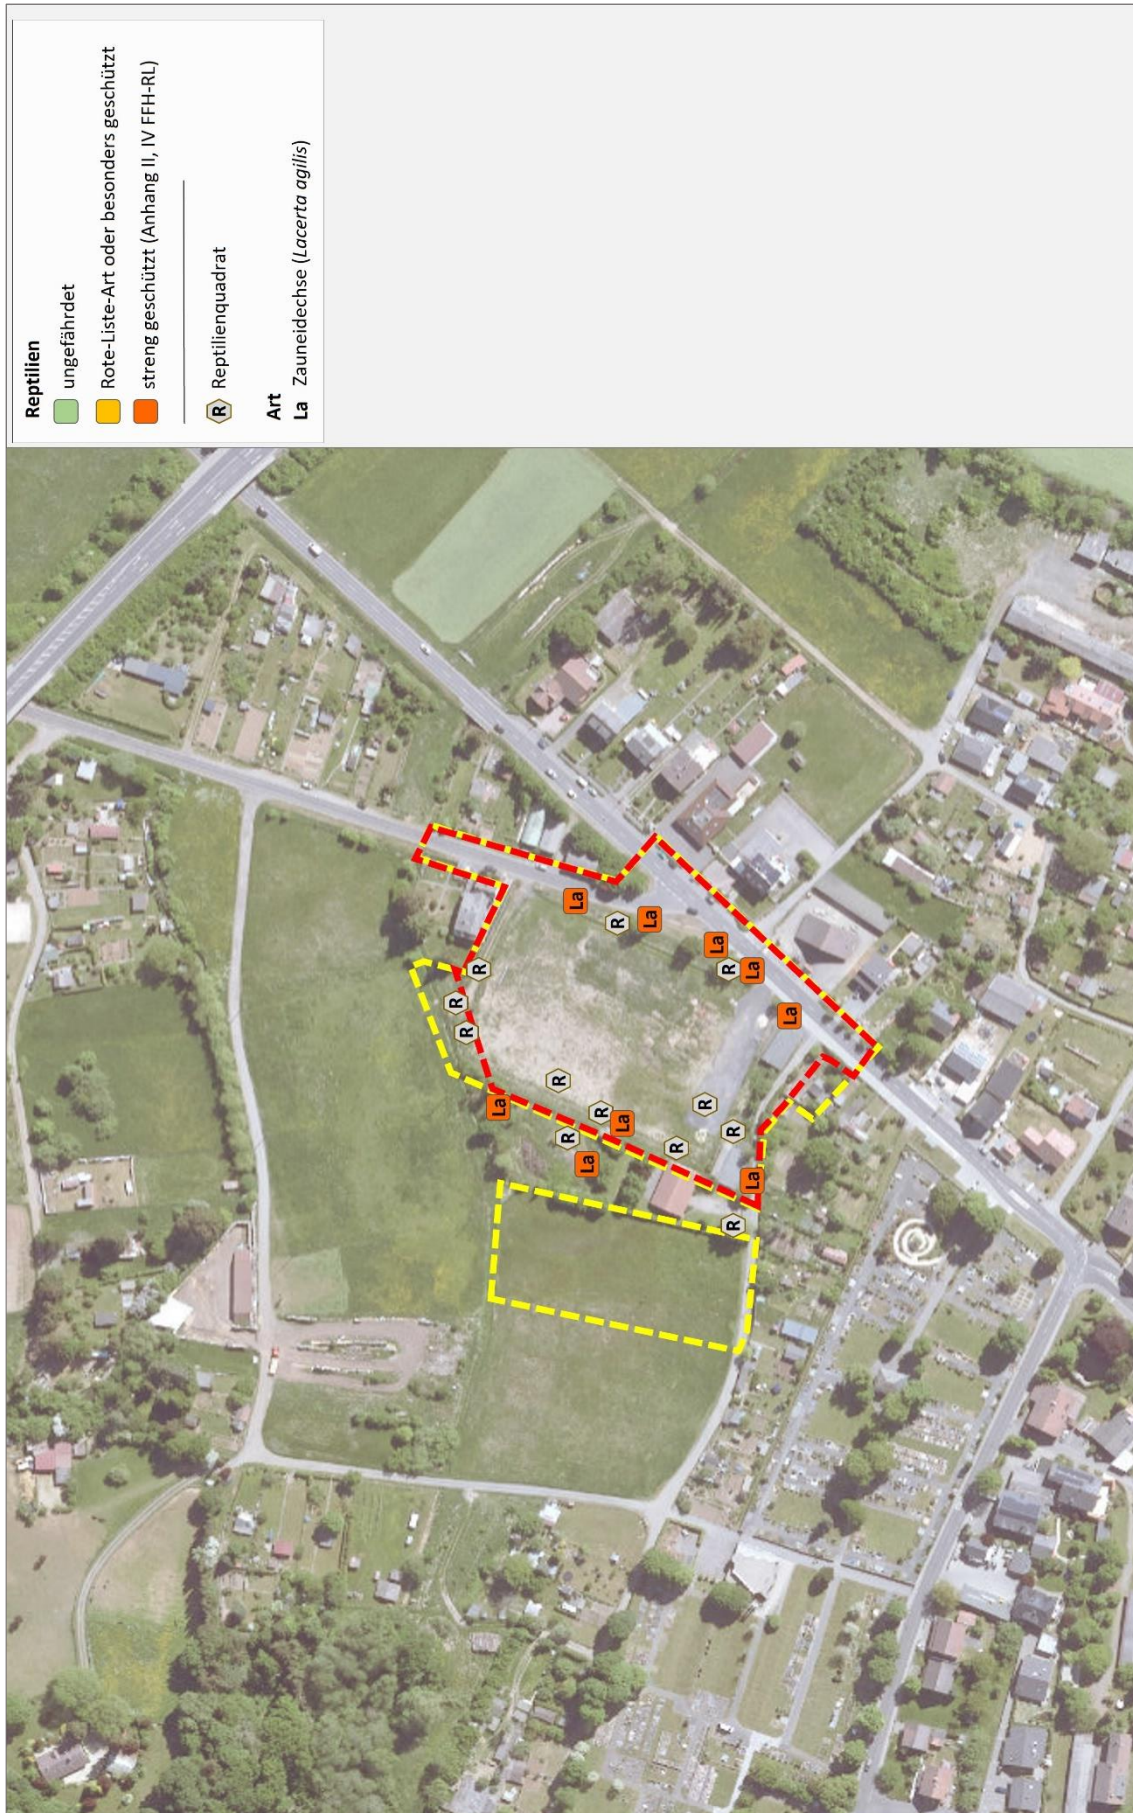 Reptilien
ungefährdet
Rote-Liste-Art oder besonders geschützt
streng geschützt (Anhang II, IV FFH-RL)
R Reptilienquadrat
Art
La Zauneidechse (Lacerta agilis)
La
R
La
La
R
La
La
R
R
R
La
R
R
La
R
La
R
R
R
La
R